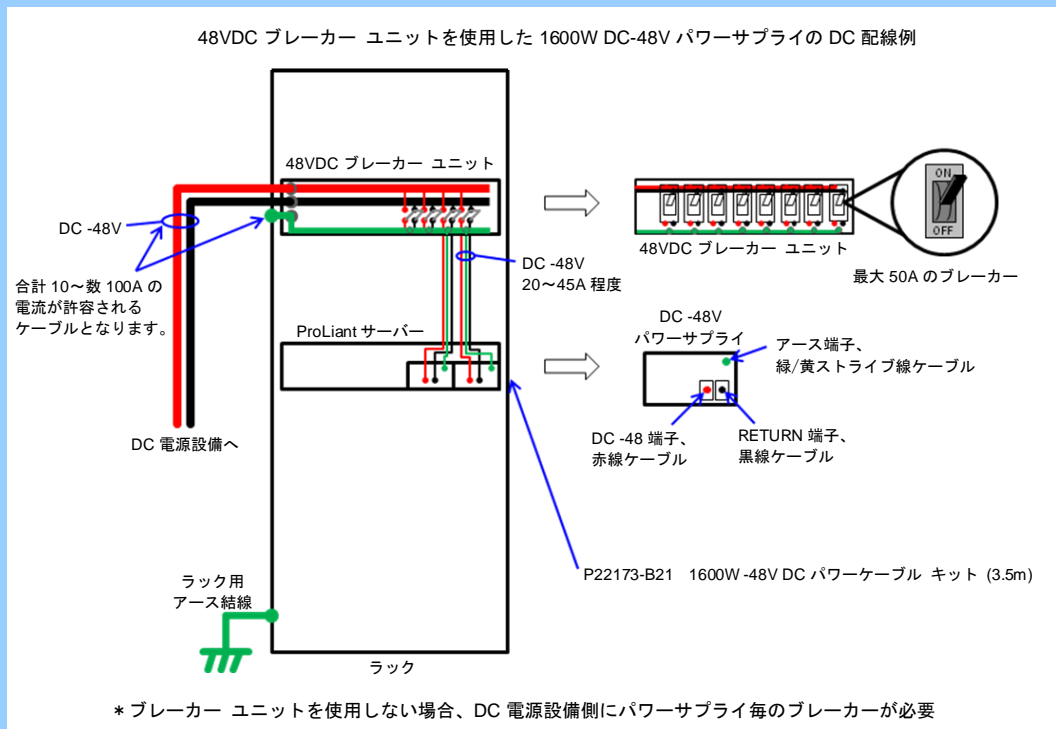 48VDC ブレーカー ユニットを使用した 1600W DC-48V パワーサプライの DC 配線例
48VDC ブレーカー ユニット
DC -48V
合計 10～数 100A の
電流が許容される
ケーブルとなります。
DC -48V
20～45A 程度
ON
OFF
48VDC ブレーカー ユニット
最大 50A のブレーカー
ProLiant サーバー
DC -48V
パワーサプライ
アース端子、
緑/黄ストライブ線ケーブル
DC -48 端子、
赤線ケーブル
RETURN 端子、
黒線ケーブル
DC 電源設備へ
P22173-B21 1600W -48V DC パワーケーブル キット (3.5m)
ラック用
アース結線
ラック
* ブレーカー ユニットを使用しない場合、DC 電源設備側にパワーサプライ毎のブレーカーが必要